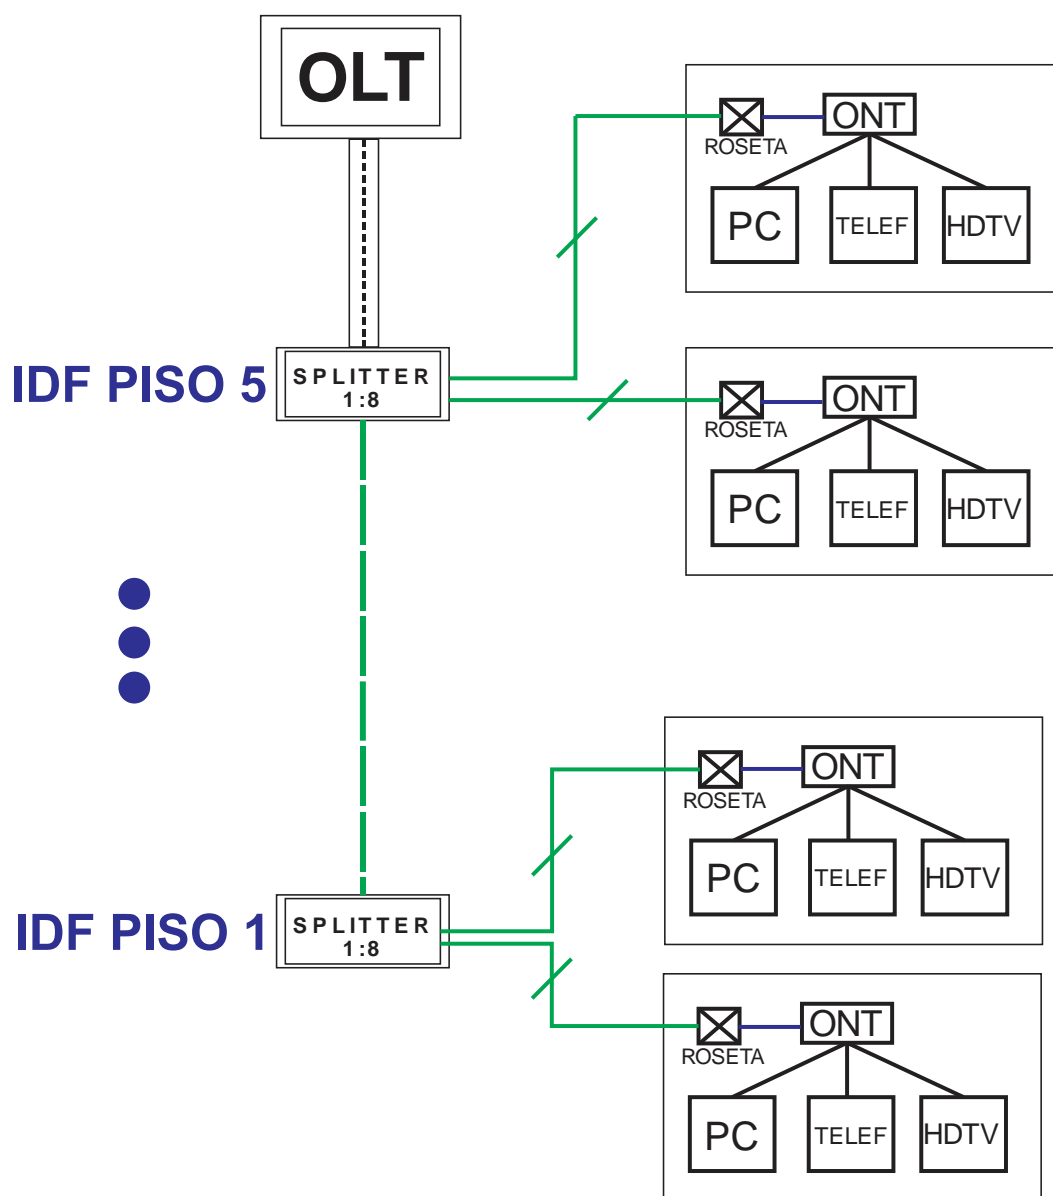 OLT
ONT
ROSETA
PC TELEF HDTV
IDF PISO 5
SPLITTER
1:8
ONT
ROSETA
PC TELEF HDTV
ONT
ROSETA
PC TELEF HDTV
IDF PISO 1
SPLITTER
1:8
ONT
ROSETA
PC TELEF HDTV